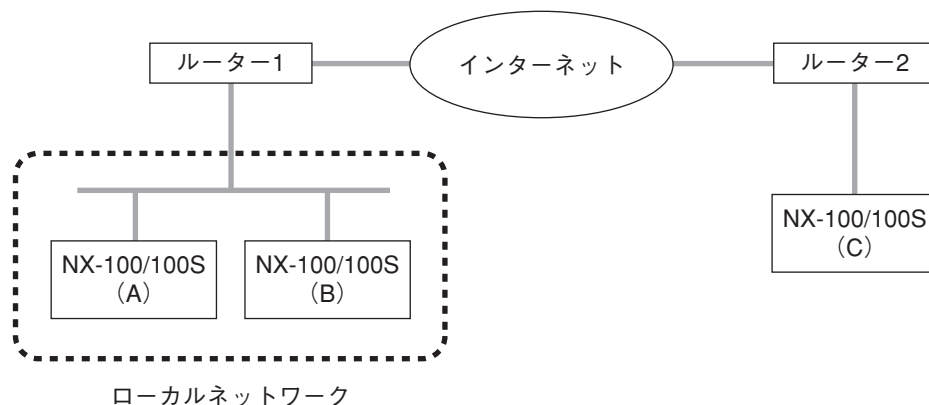 ルーター1
インターネット
ルーター2
NX-100/100S
（A）
NX-100/100S
（B）
NX-100/100S
（C）
ローカルネットワーク